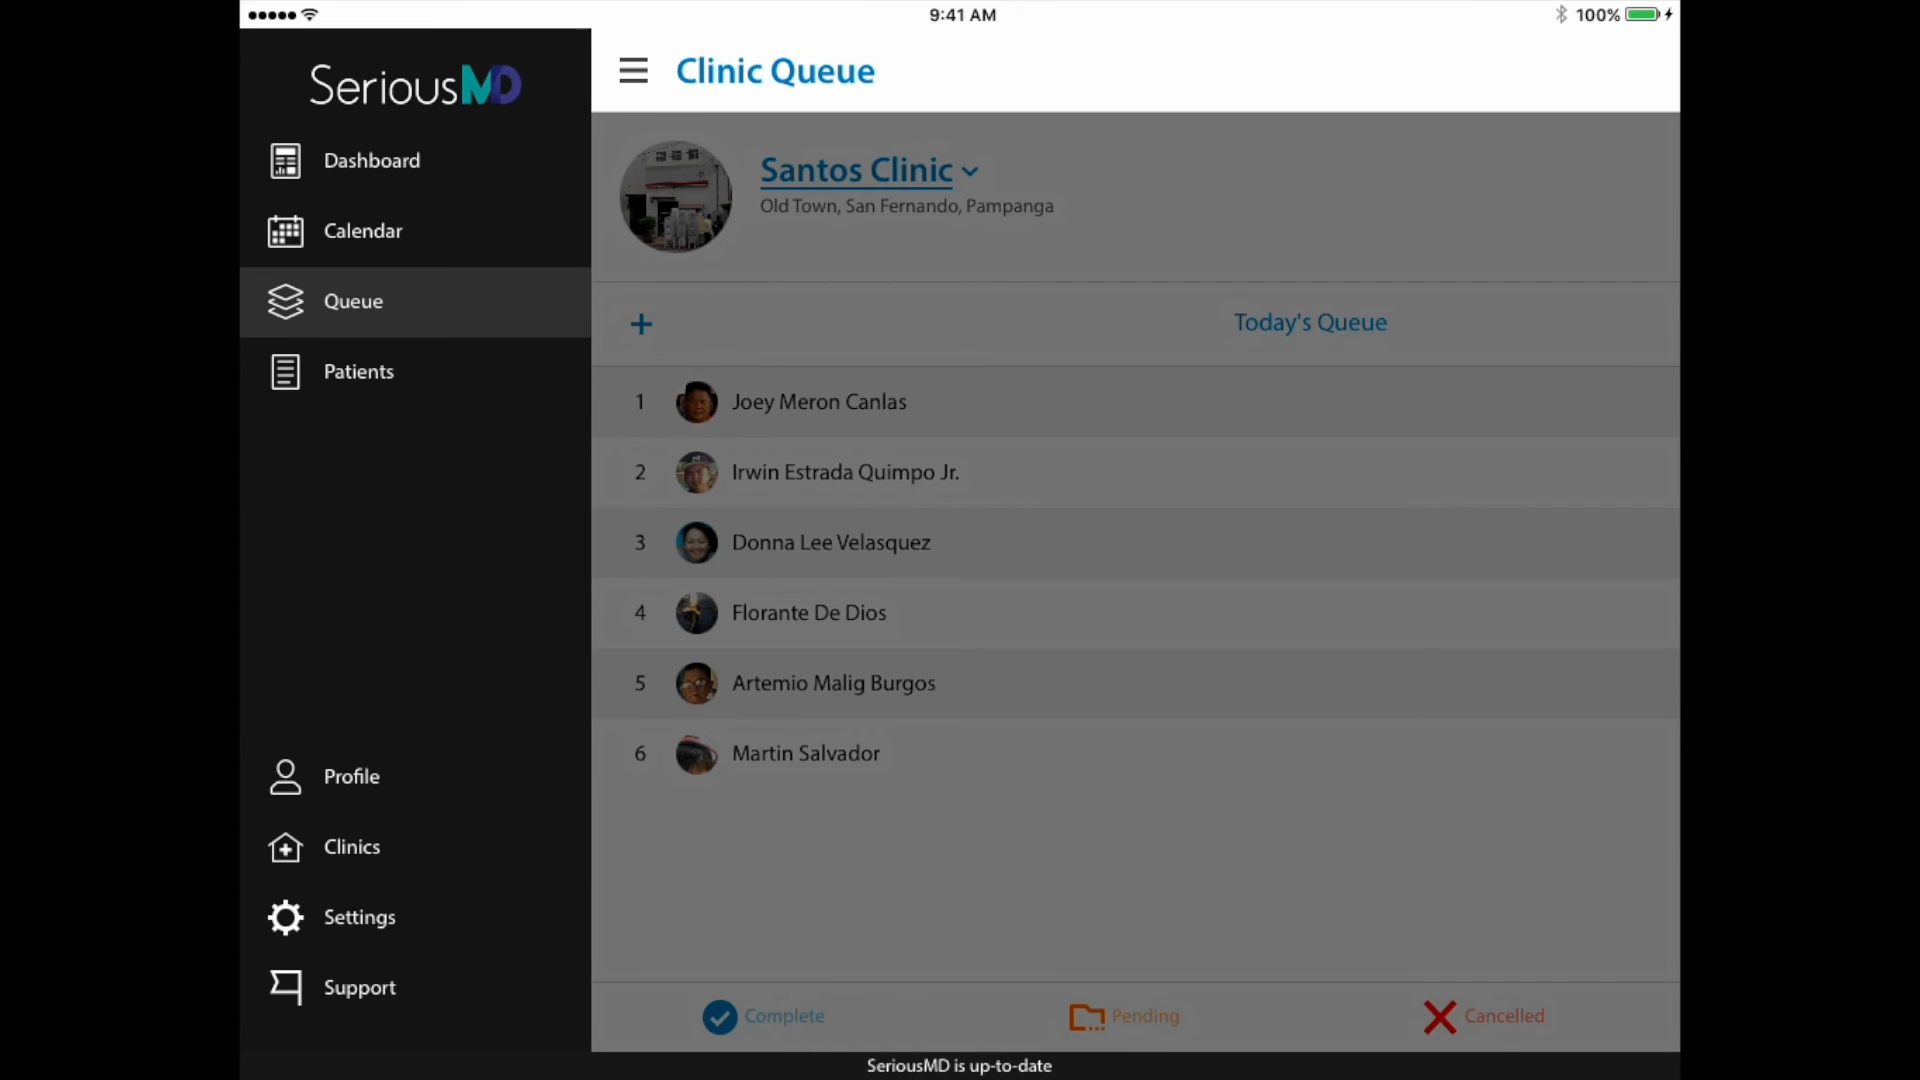 9:41 AM
100%
SeriousMD
Clinic Queue
Dashboard
Calendar
Queue
Patients
Profile
Clinics
Settings
Support
Santos Clinic
Old Town, San Fernando, Pampanga
+ Today's Queue
1 Joey Meron Canlas
2 Irwin Estrada Quimpo Jr.
3 Donna Lee Velasquez
4 Florante De Dios
5 Artemio Malig Burgos
6 Martin Salvador
Complete Pending Cancelled
SeriousMD is up-to-date